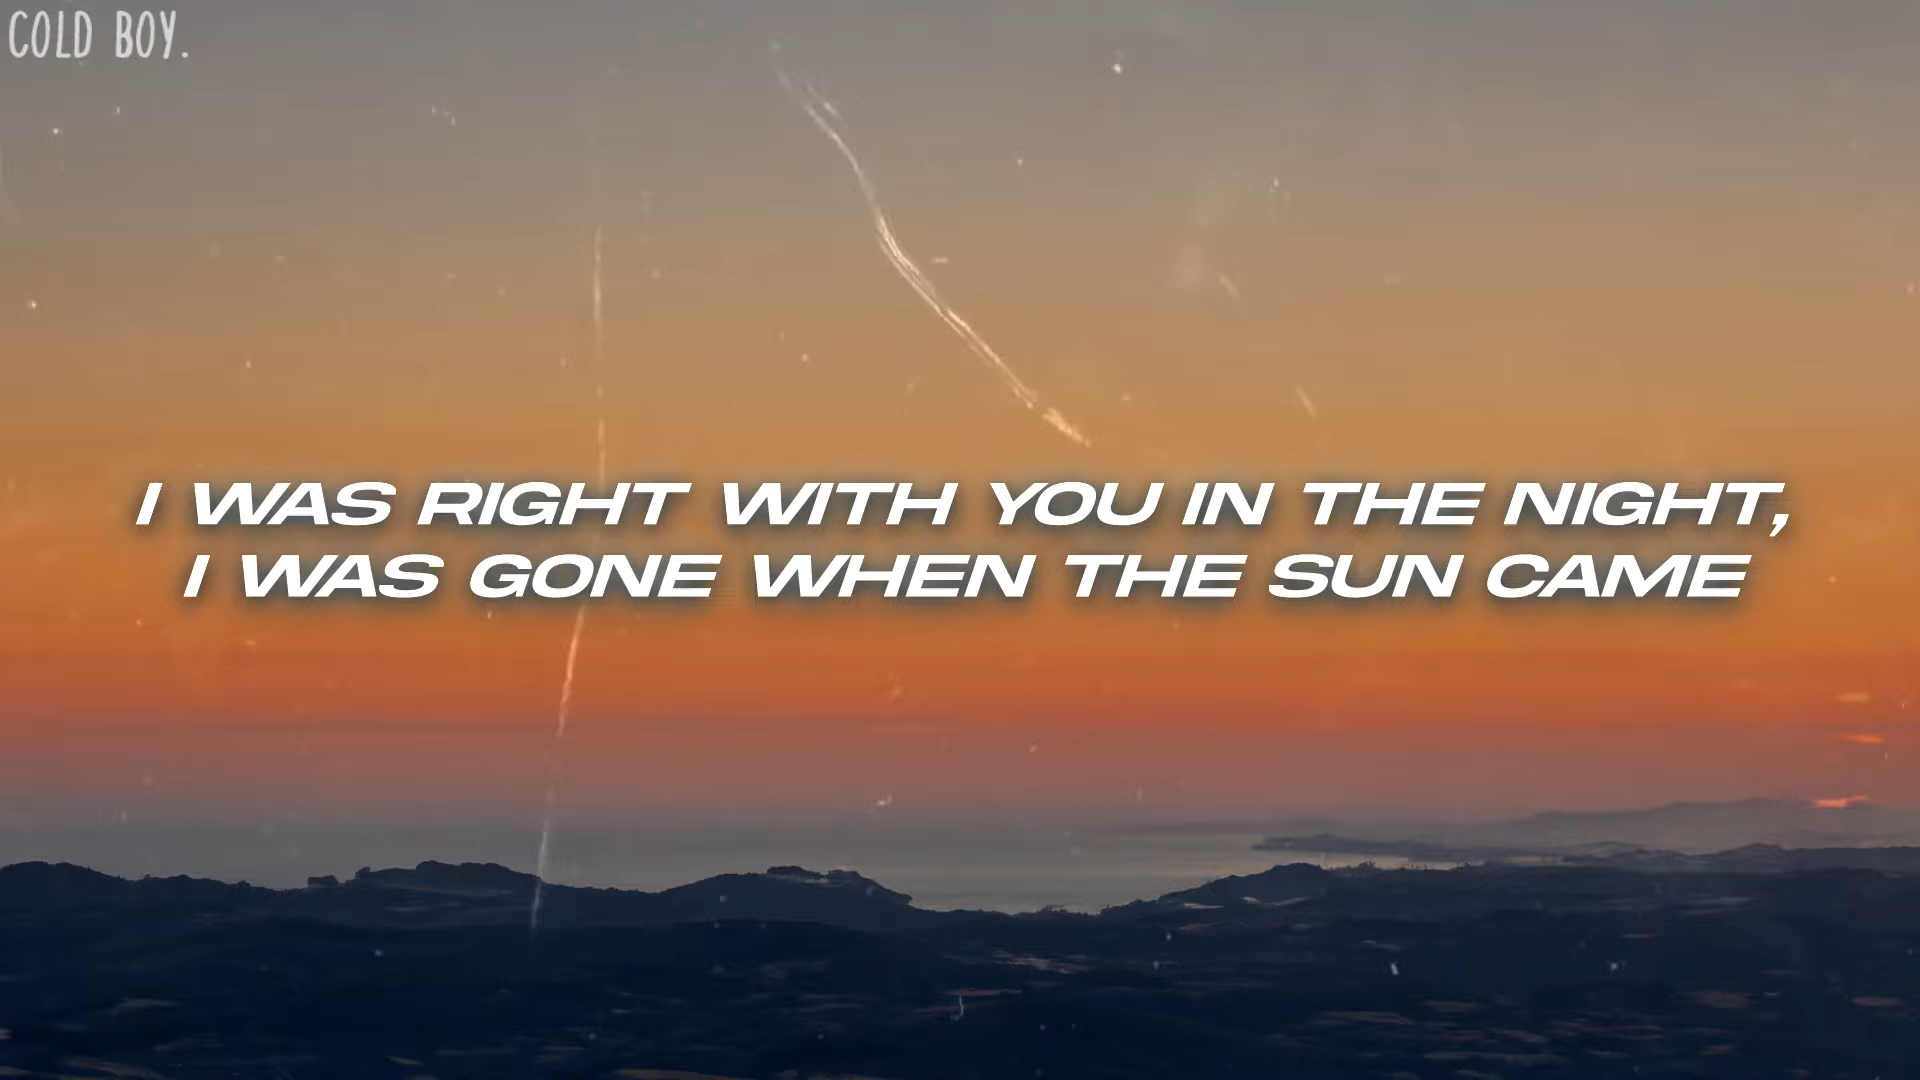 COLD BOY.
I WAS RIGHT WITH YOU IN THE NIGHT,
I WAS GONE WHEN THE SUN CAME